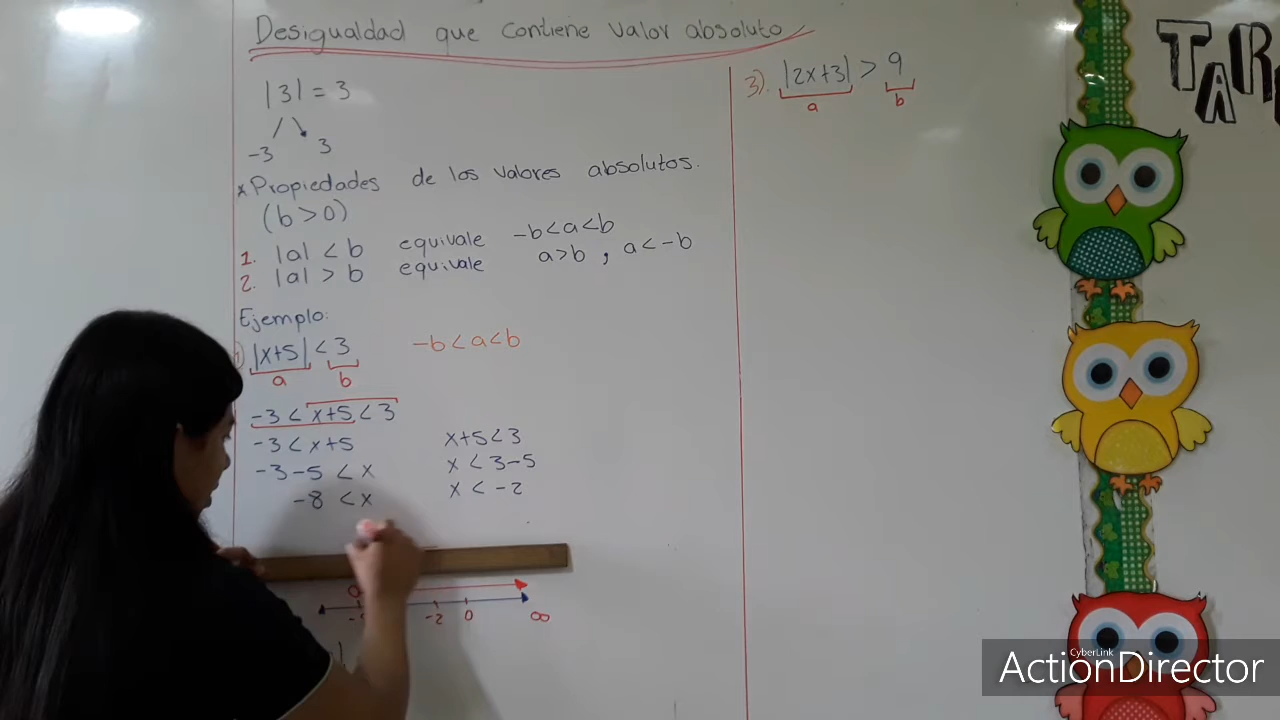 Desigualdad que contiene valor absoluto
|3| = 3
-3 3
*Propiedades de los valores absolutos.
(b > 0)
1. |a| < b equivale -b<a<b
2. |a| > b equivale a>b , a<-b
Ejemplo:
|x+5| < 3 -b<a<b
a b
-3 < x+5 < 3
-3 < x+5 x+5<3
-3-5 < x x < 3-5
-8 < x x < -2
-2 0 ∞
3). |2x+3| > 9
a b
TAR
CyberLink
ActionDirector